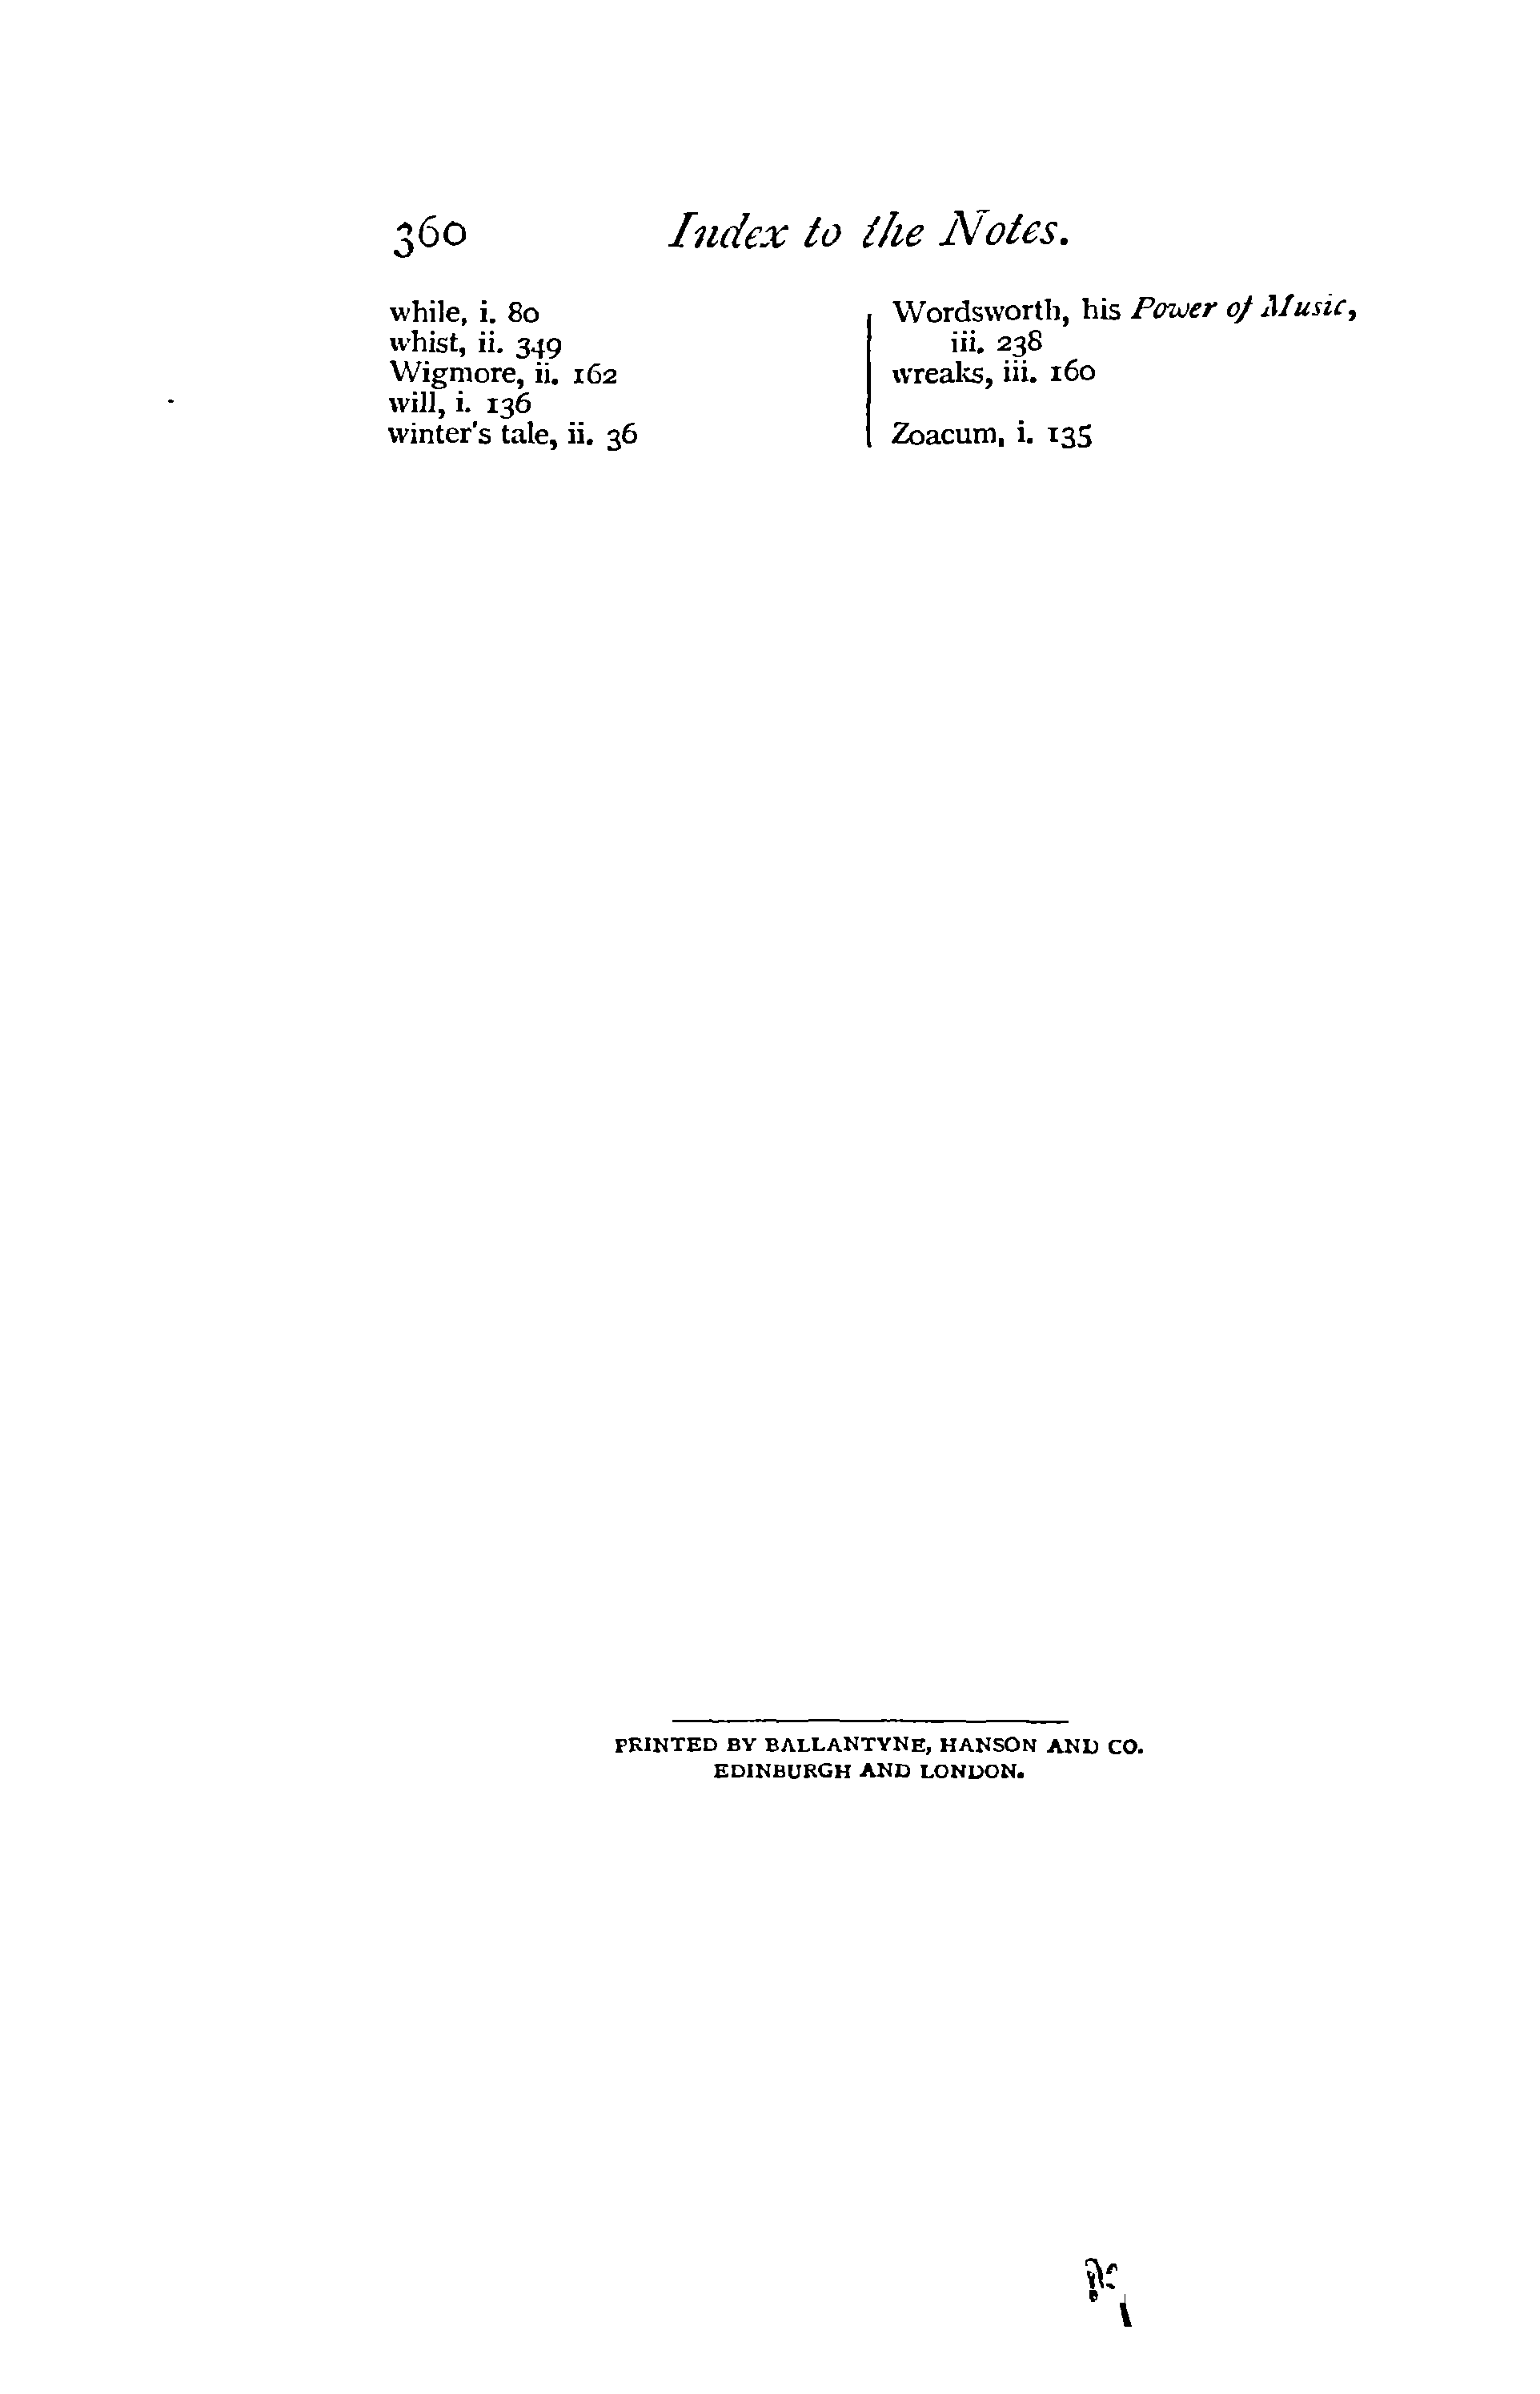 360 Index to the Notes.
while, i. 80
whist, ii. 349
Wigmore, ii. 162
will, i. 136
winter's tale, ii. 36
Wordsworth, his Power of Music,
iii. 238
wreaks, iii. 160
Zoacum, i. 135
PRINTED BY BALLANTYNE, HANSON AND CO.
EDINBURGH AND LONDON.